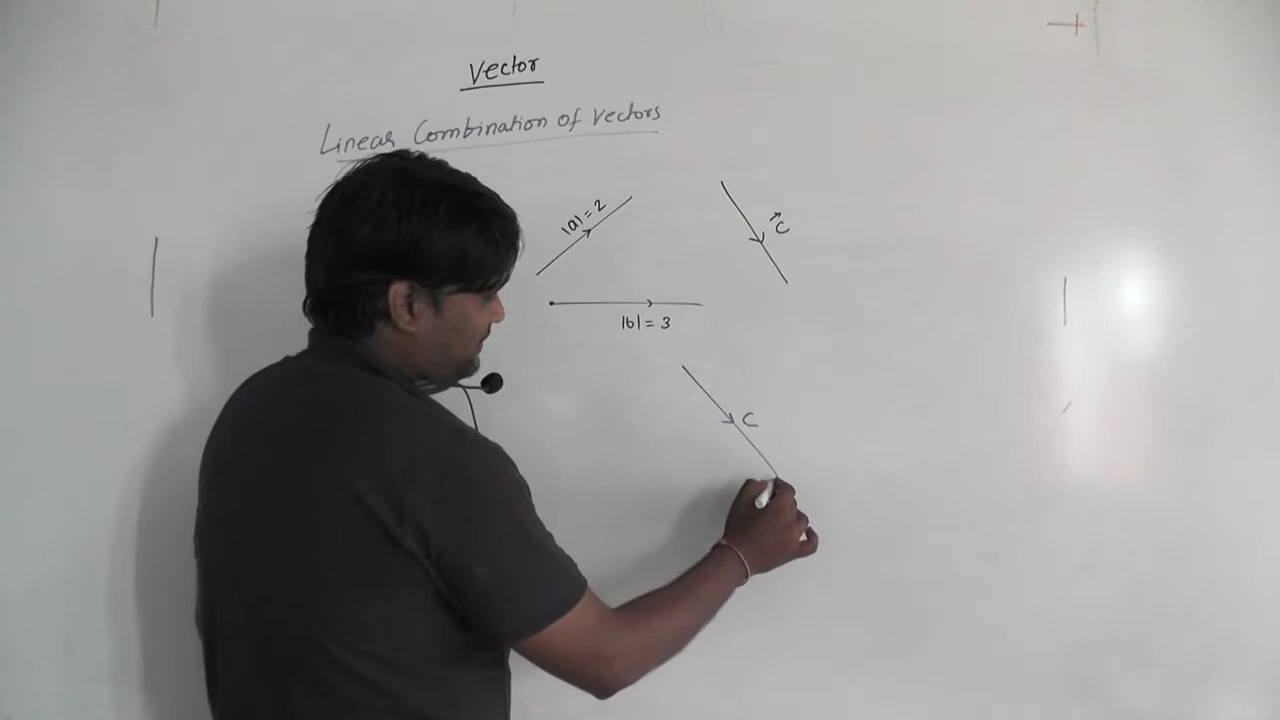 Vector
Linear Combination of Vectors
|a| = 2
C⃗
|b| = 3
C